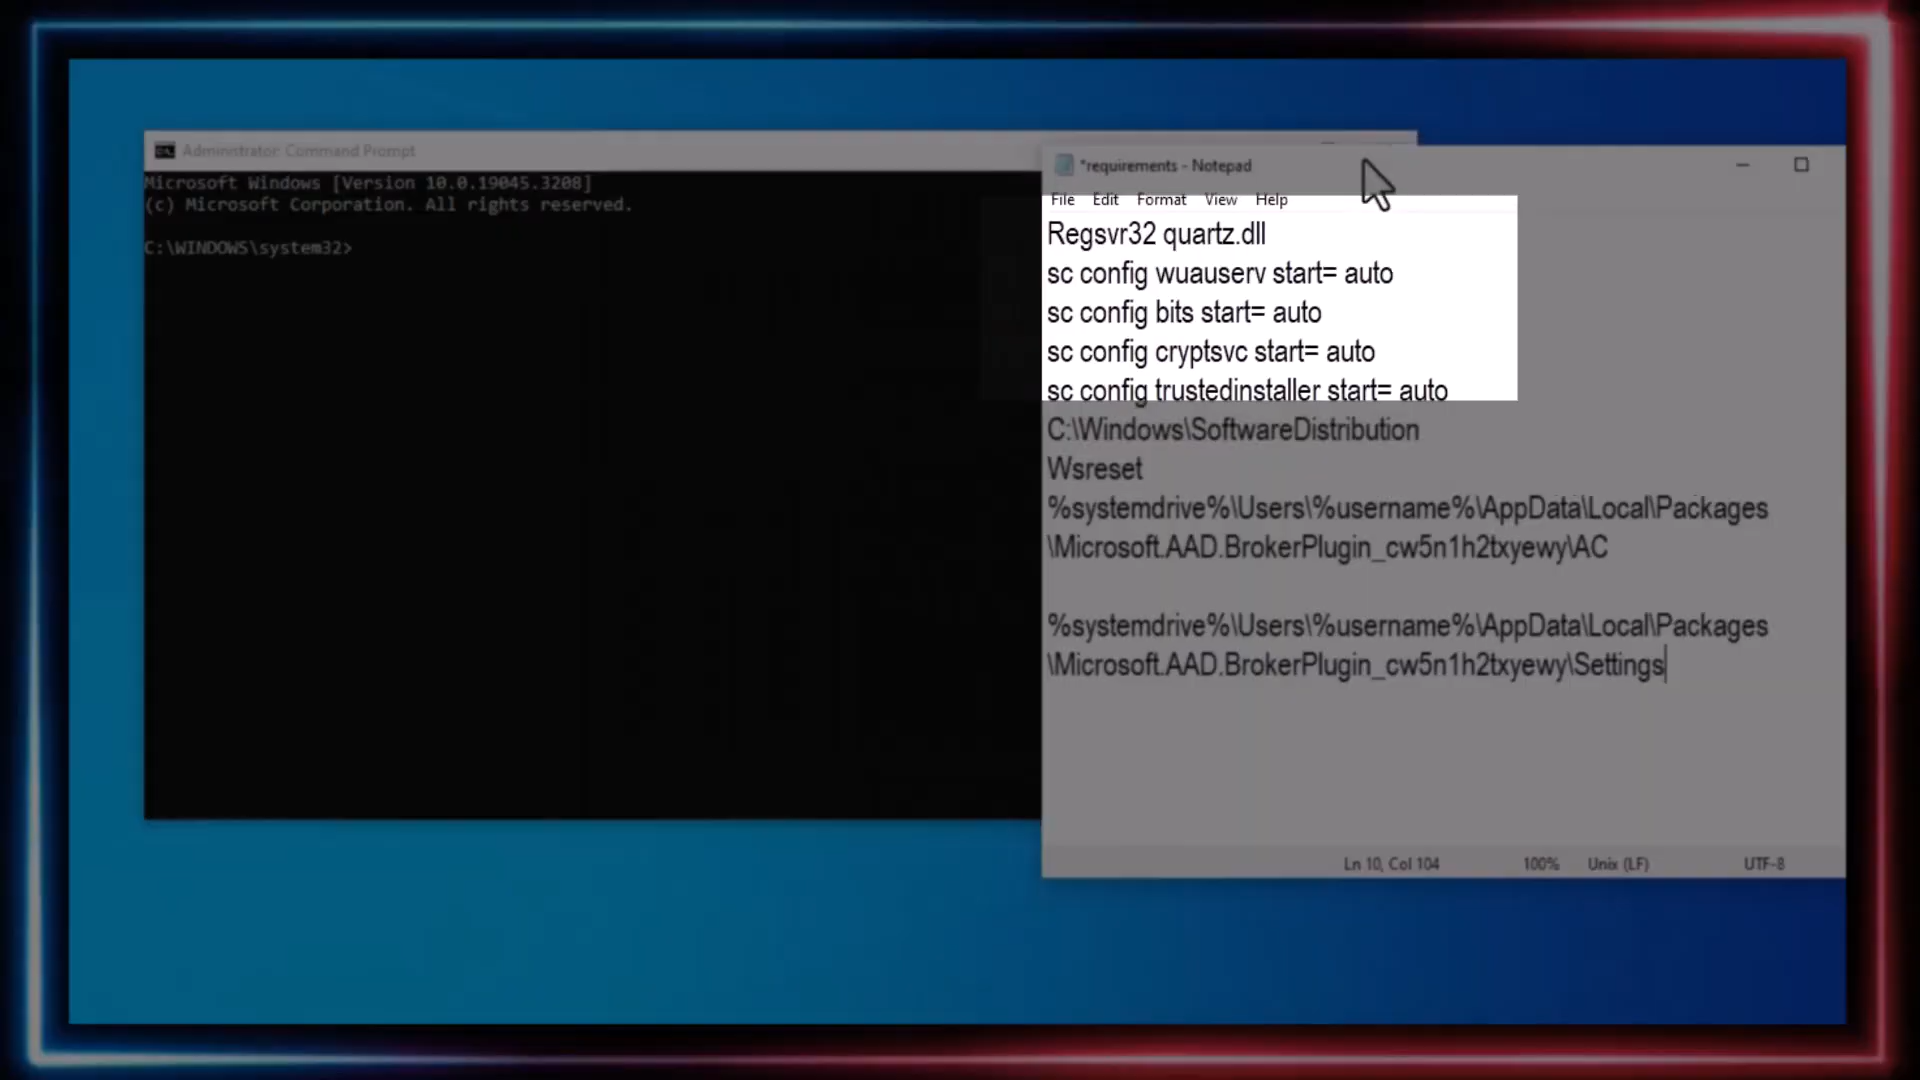 Administrator: Command Prompt
Microsoft Windows [Version 10.0.19045.3208]
(c) Microsoft Corporation. All rights reserved.
C:\WINDOWS\system32>
*requirements - Notepad
File Edit Format View Help
Regsvr32 quartz.dll
sc config wuauserv start= auto
sc config bits start= auto
sc config cryptsvc start= auto
sc config trustedinstaller start= auto
C:\Windows\SoftwareDistribution
Wsreset
%systemdrive%\Users\%username%\AppData\Local\Packages
\Microsoft.AAD.BrokerPlugin_cw5n1h2txyewy\AC
%systemdrive%\Users\%username%\AppData\Local\Packages
\Microsoft.AAD.BrokerPlugin_cw5n1h2txyewy\Settings
Ln 10, Col 104 100% Unix (LF) UTF-8